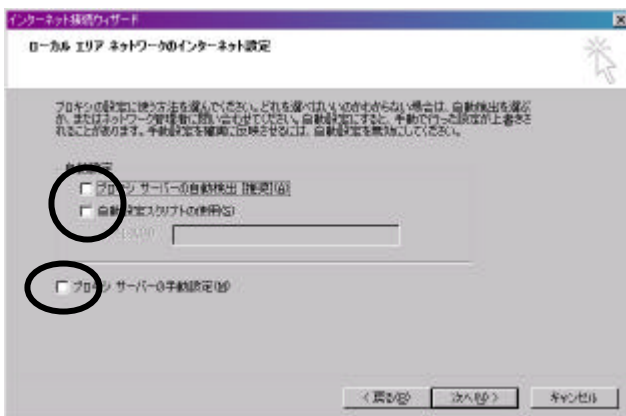 インターネット接続ウィザード
ローカル エリア ネットワークのインターネット設定
プロキシの設定に使う方法を選んでください。どれを選べばいいのかわからない場合は、自動検出を選ぶ
か、またはネットワーク管理者に問い合わせてください。自動設定にすると、手動で行った設定が上書きさ
れることがあります。手動設定を確実に反映させるには、自動設定を無効にしてください。
自動設定
プロキシ サーバーの自動検出 [推奨](A)
自動設定スクリプトの使用(S)
プロキシ サーバーの手動設定(M)
< 戻る(B)
次へ(N) >
キャンセル